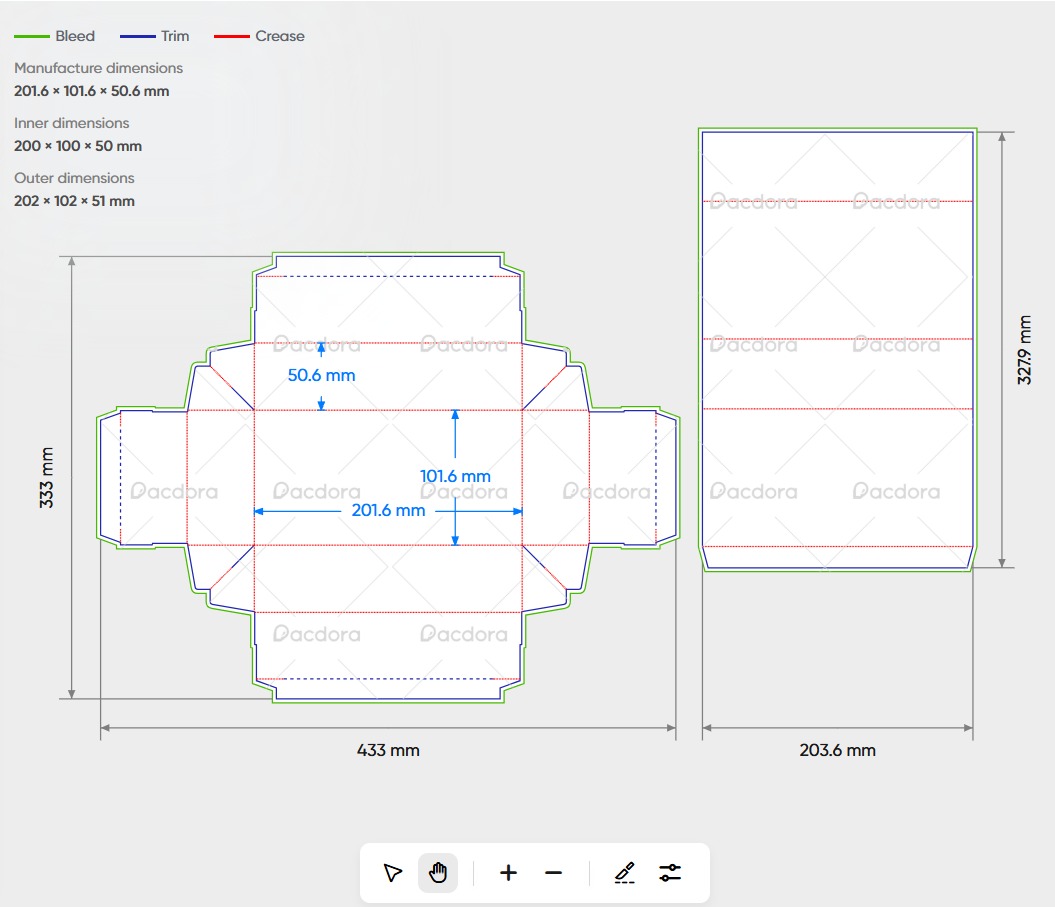 Bleed Trim Crease
Manufacture dimensions
201.6 × 101.6 × 50.6 mm
Inner dimensions
200 × 100 × 50 mm
Outer dimensions
202 × 102 × 51 mm
Pacdora Pacdora
327.9 mm
Pacdora Pacdora Pacdora Pacdora
50.6 mm
101.6 mm
333 mm
Pacdora Pacdora Pacdora Pacdora Pacdora Pacdora
201.6 mm
Pacdora Pacdora
433 mm
203.6 mm